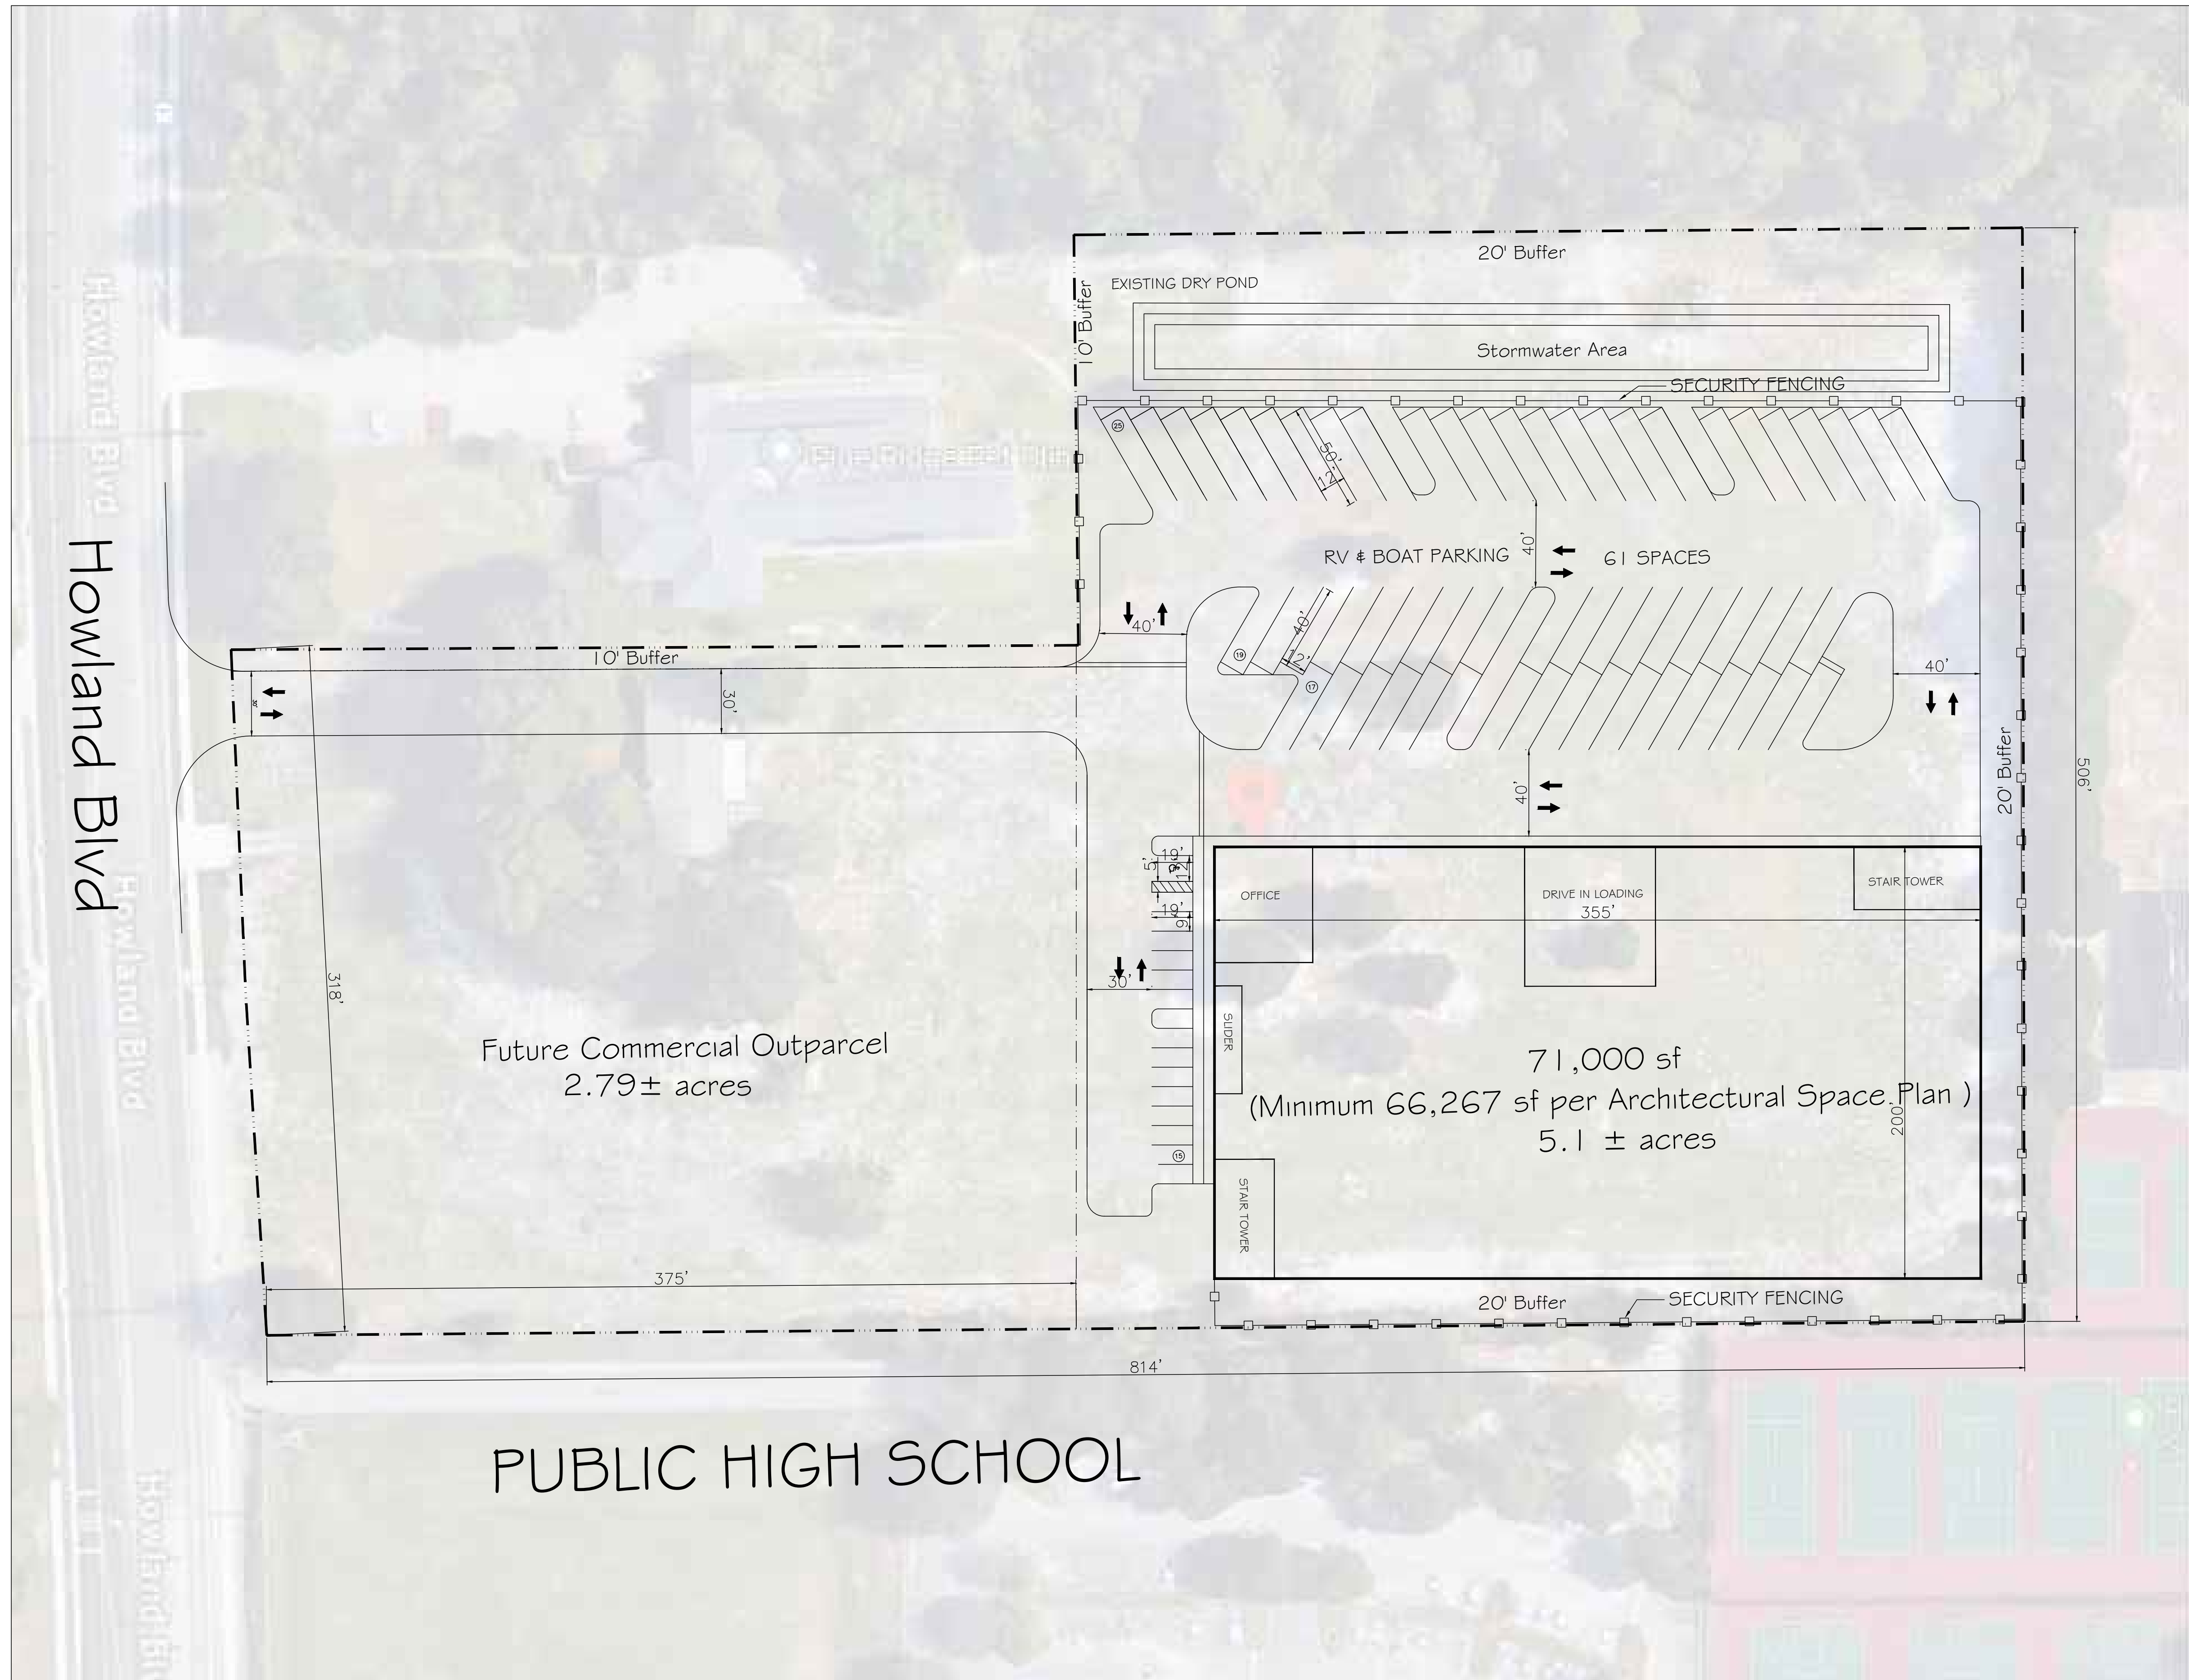 20' Buffer
EXISTING DRY POND
10' Buffer
Stormwater Area
SECURITY FENCING
25
50'
12'
RV & BOAT PARKING
40'
61 SPACES
40'
40'
19
12'
17
40'
10' Buffer
30'
30'
Howland Blvd
Howland Blvd
Howland Blvd
Howland Blvd
20' Buffer
506'
40'
19'
5'
12'
19'
9'
OFFICE
DRIVE IN LOADING
STAIR TOWER
355'
30'
318'
SLIDER
Future Commercial Outparcel
2.79± acres
71,000 sf
(Minimum 66,267 sf per Architectural Space Plan )
5.1 ± acres
200'
15
STAIR TOWER
375'
20' Buffer
SECURITY FENCING
814'
PUBLIC HIGH SCHOOL